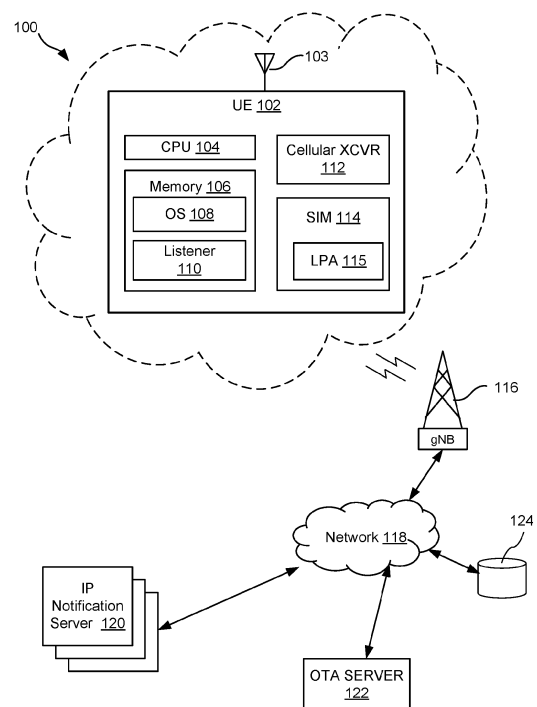 100
103
UE 102
CPU 104
Cellular XCVR
112
Memory 106
OS 108
SIM 114
Listener
110
LPA 115
116
gNB
Network 118
124
IP
Notification
Server 120
OTA SERVER
122